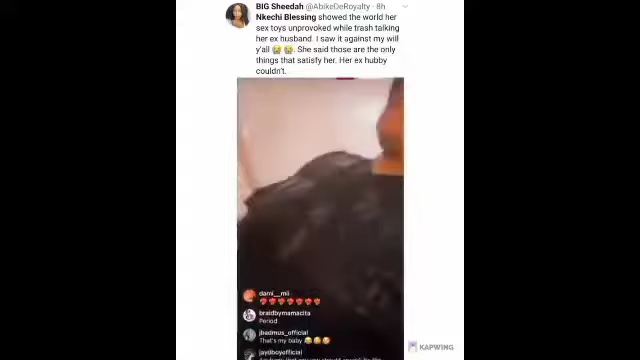 BIG Sheedah @AbikeDeRoyalty · 8h
Nkechi Blessing showed the world her
sex toys unprovoked while trash talking
her ex husband. I saw it against my will
y'all 😭 😭. She said those are the only
things that satisfy her. Her ex hubby
couldn't.
dami__mii
braidbymamacita
Period
jbedmus_official
That's my baby 😂😍😍
jaydboyofficial
KAPWING